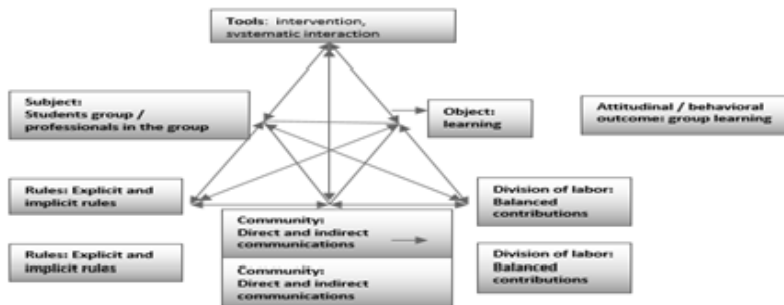 Tools: intervention,
systematic interaction
Subject:
Students group /
professionals in the group
Object:
learning
Attitudinal / behavioral
outcome: group learning
Rules: Explicit and
implicit rules
Division of labor:
Balanced
contributions
Community:
Direct and indirect
communications
Rules: Explicit and
implicit rules
Community:
Direct and indirect
communications
Division of labor:
Balanced
contributions